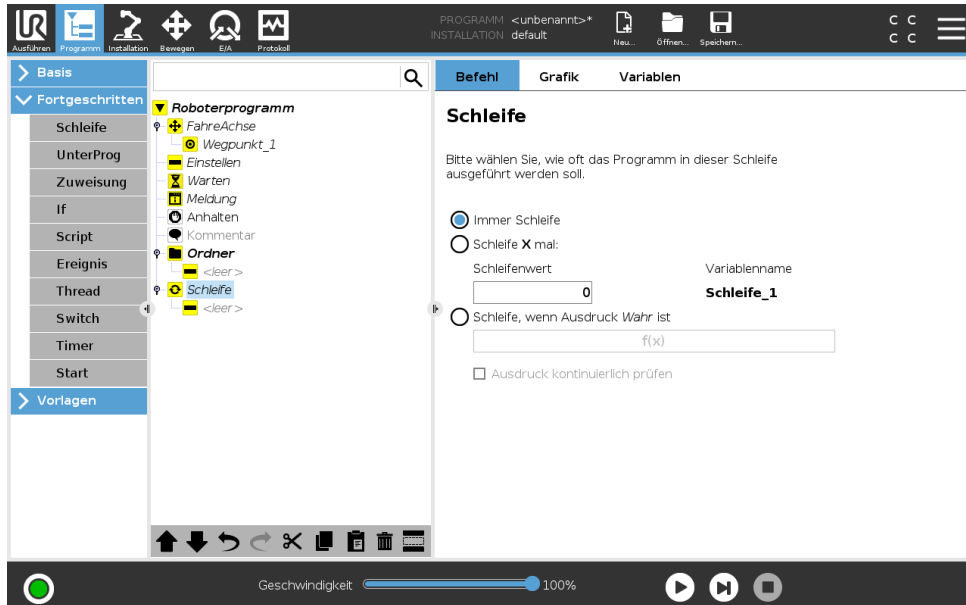 PROGRAMM <unbenannt>*
INSTALLATION default
Ausführen Programm Installation Bewegen E/A Protokoll
Neu... Öffnen... Speichern...
C C
C C
Basis
Fortgeschritten
Schleife
UnterProg
Zuweisung
If
Script
Ereignis
Thread
Switch
Timer
Start
Vorlagen
Roboterprogramm
FahreAchse
Wegpunkt_1
Einstellen
Warten
Meldung
Anhalten
Kommentar
Ordner
<leer>
Schleife
<leer>
Befehl Grafik Variablen
Schleife
Bitte wählen Sie, wie oft das Programm in dieser Schleife
ausgeführt werden soll.
Immer Schleife
Schleife X mal:
Schleifenwert Variablenname
0 Schleife_1
Schleife, wenn Ausdruck Wahr ist
f(x)
Ausdruck kontinuierlich prüfen
Geschwindigkeit 100%